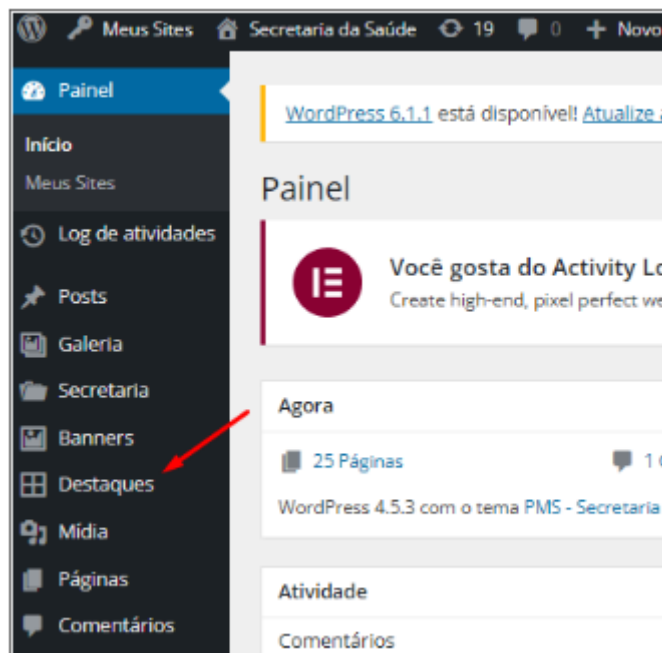 Meus Sites Secretaria da Saúde 19 0 + Novo
Painel
Início
Meus Sites
Log de atividades
Posts
Galeria
Secretaria
Banners
Destaques
Mídia
Páginas
Comentários
WordPress 6.1.1 está disponível! Atualize
Painel
Você gosta do Activity
Create high-end, pixel perfect
Agora
25 Páginas 1
WordPress 4.5.3 com o tema PMS - Secretaria
Atividade
Comentários